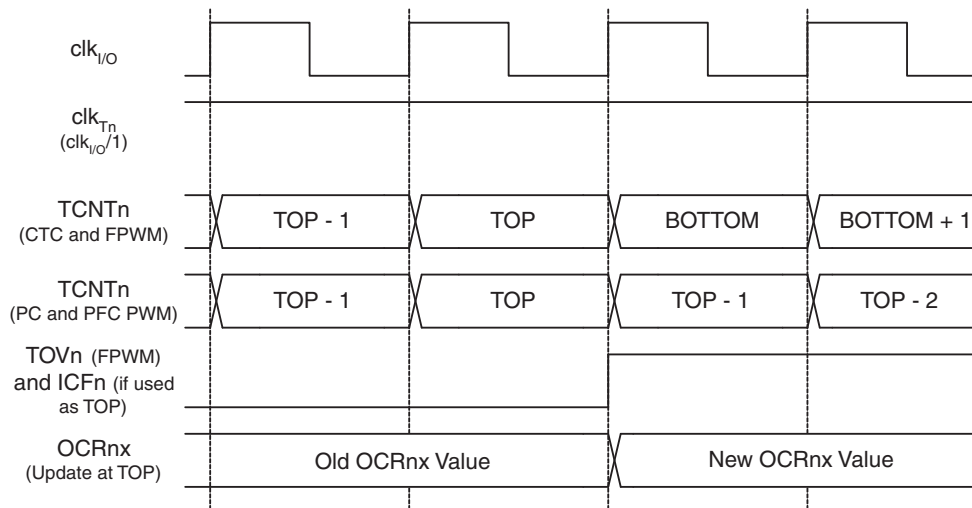 clkI/O
clkTn
(clkI/O/1)
TCNTn
(CTC and FPWM)
TOP - 1
TOP
BOTTOM
BOTTOM + 1
TCNTn
(PC and PFC PWM)
TOP - 1
TOP
TOP - 1
TOP - 2
TOVn (FPWM)
and ICFn (if used
as TOP)
OCRnx
(Update at TOP)
Old OCRnx Value
New OCRnx Value